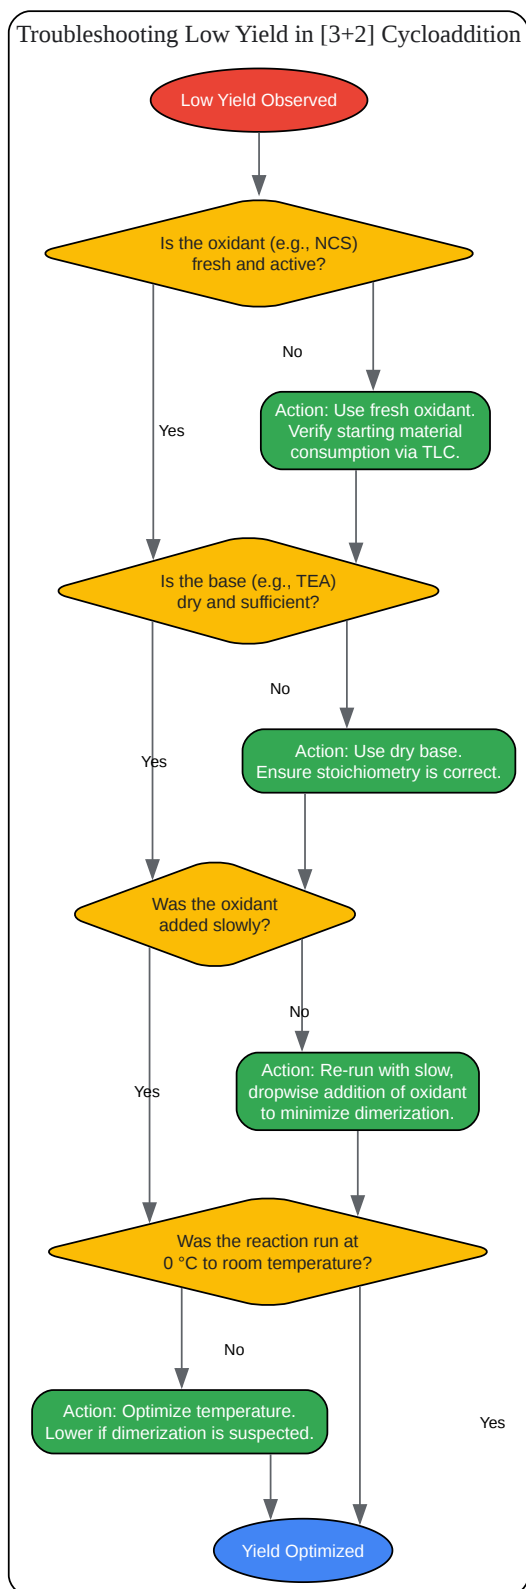 Troubleshooting Low Yield in [3+2] Cycloaddition
Low Yield Observed
Is the oxidant (e.g., NCS)
fresh and active?
No
Action: Use fresh oxidant.
Verify starting material
consumption via TLC.
Yes
Is the base (e.g., TEA)
dry and sufficient?
No
Action: Use dry base.
Ensure stoichiometry is correct.
Yes
Was the oxidant
added slowly?
No
Action: Re-run with slow,
dropwise addition of oxidant
to minimize dimerization.
Yes
Was the reaction run at
0 °C to room temperature?
No
Action: Optimize temperature.
Lower if dimerization is suspected.
Yes
Yield Optimized